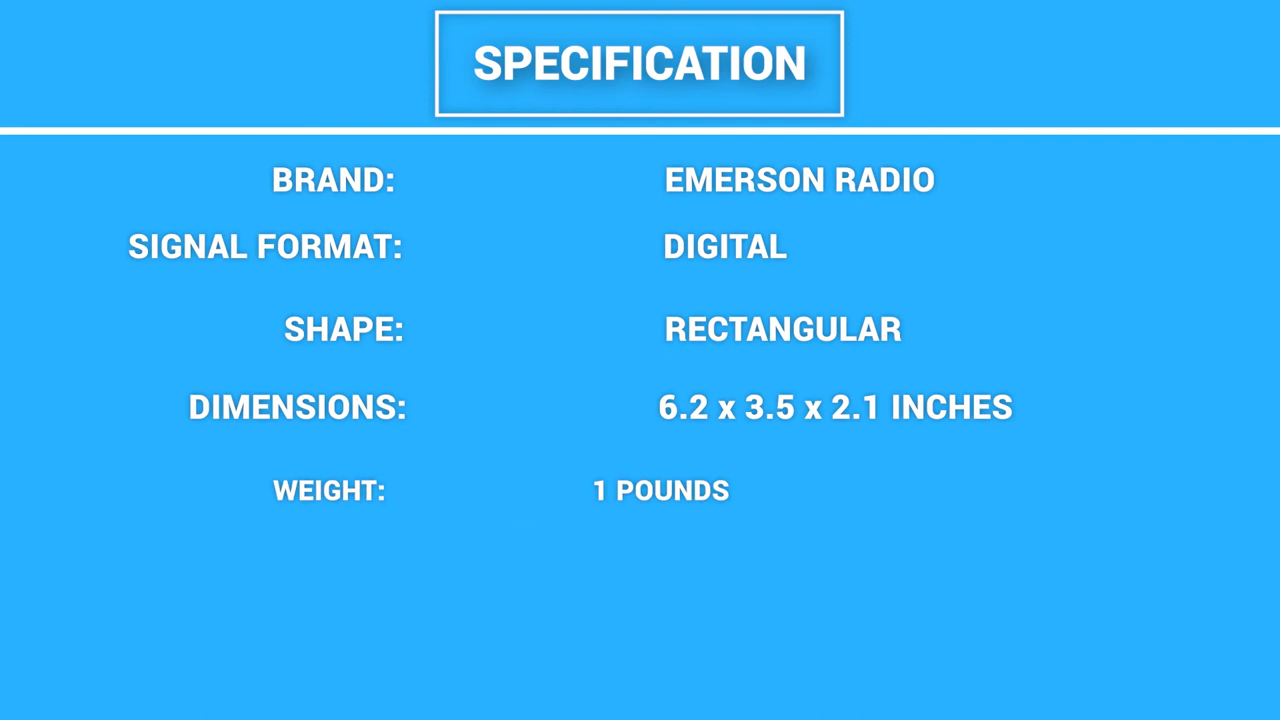 SPECIFICATION
BRAND: EMERSON RADIO
SIGNAL FORMAT: DIGITAL
SHAPE: RECTANGULAR
DIMENSIONS: 6.2 x 3.5 x 2.1 INCHES
WEIGHT: 1 POUNDS